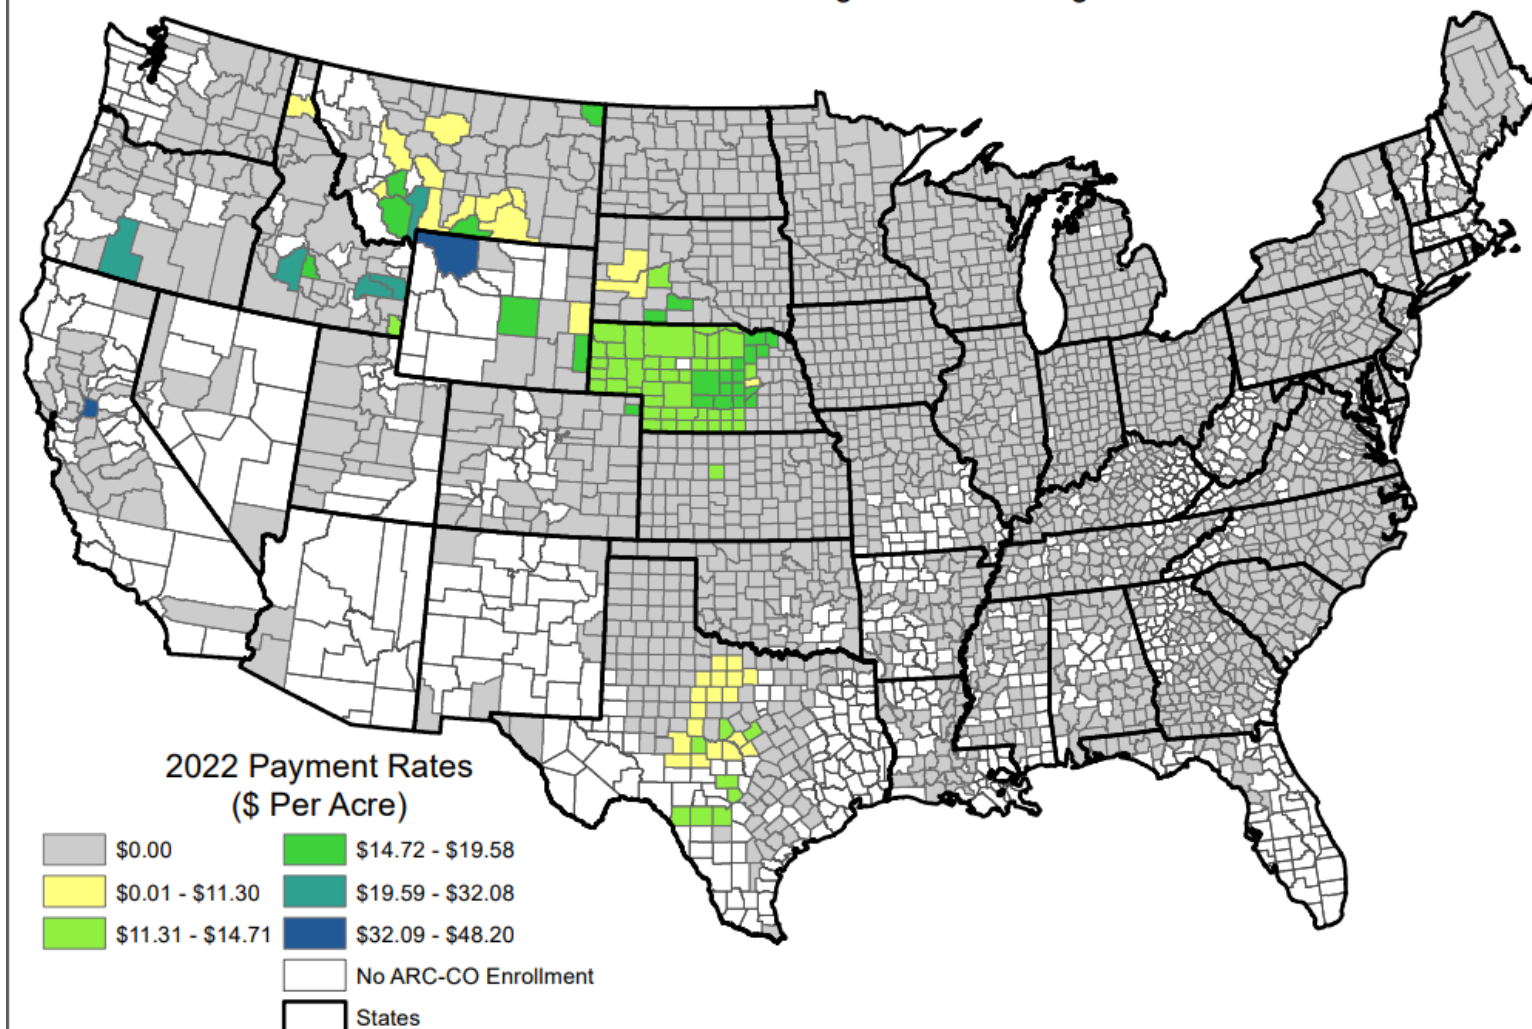 2022 Payment Rates
($ Per Acre)
$0.00
$0.01 - $11.30
$11.31 - $14.71
$14.72 - $19.58
$19.59 - $32.08
$32.09 - $48.20
No ARC-CO Enrollment
States